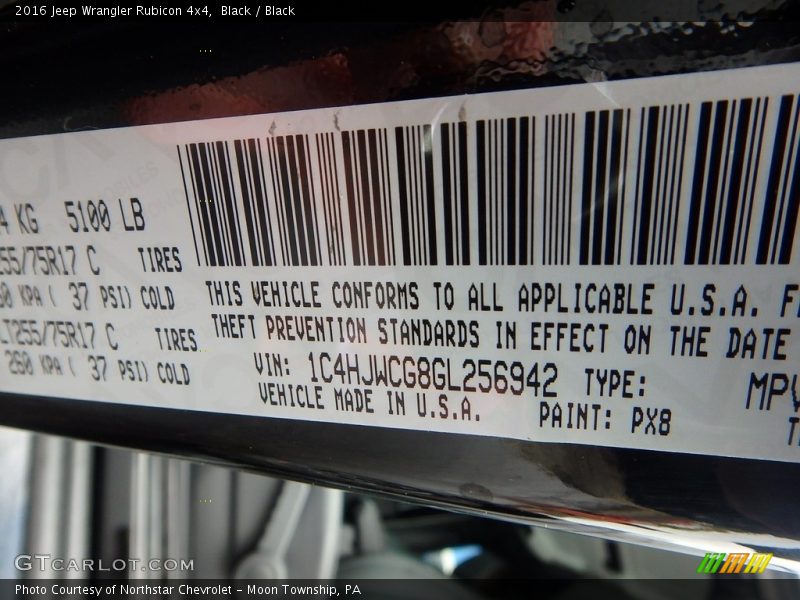 2016 Jeep Wrangler Rubicon 4x4, Black / Black
4 KG 5100 LB
255/75R17 C TIRES
KPA ( 37 PSI) COLD
LT255/75R17 C TIRES
260 KPA ( 37 PSI) COLD
THIS VEHICLE CONFORMS TO ALL APPLICABLE U.S.A.
THEFT PREVENTION STANDARDS IN EFFECT ON THE DATE
VIN: 1C4HJWCG8GL256942 TYPE: MPV
VEHICLE MADE IN U.S.A. PAINT: PX8
GTCARLOT.COM
Photo Courtesy of Northstar Chevrolet - Moon Township, PA